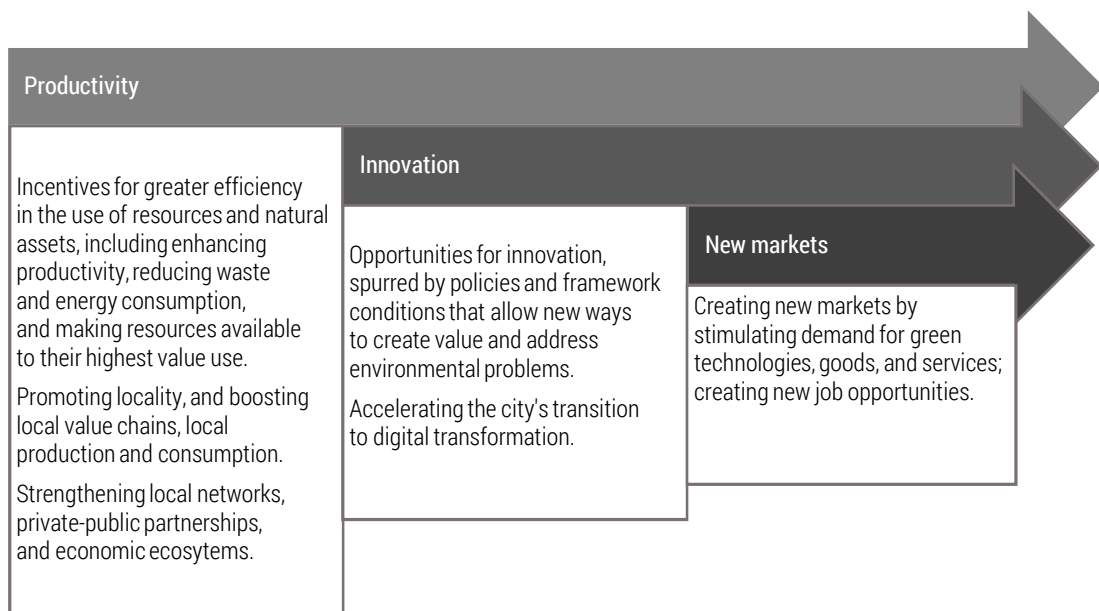 Productivity
Incentives for greater efficiency
in the use of resources and natural
assets, including enhancing
productivity, reducing waste
and energy consumption,
and making resources available
to their highest value use.
Promoting locality, and boosting
local value chains, local
production and consumption.
Strengthening local networks,
private-public partnerships,
and economic ecosytems.
Innovation
Opportunities for innovation,
spurred by policies and framework
conditions that allow new ways
to create value and address
environmental problems.
Accelerating the city's transition
to digital transformation.
New markets
Creating new markets by
stimulating demand for green
technologies, goods, and services;
creating new job opportunities.